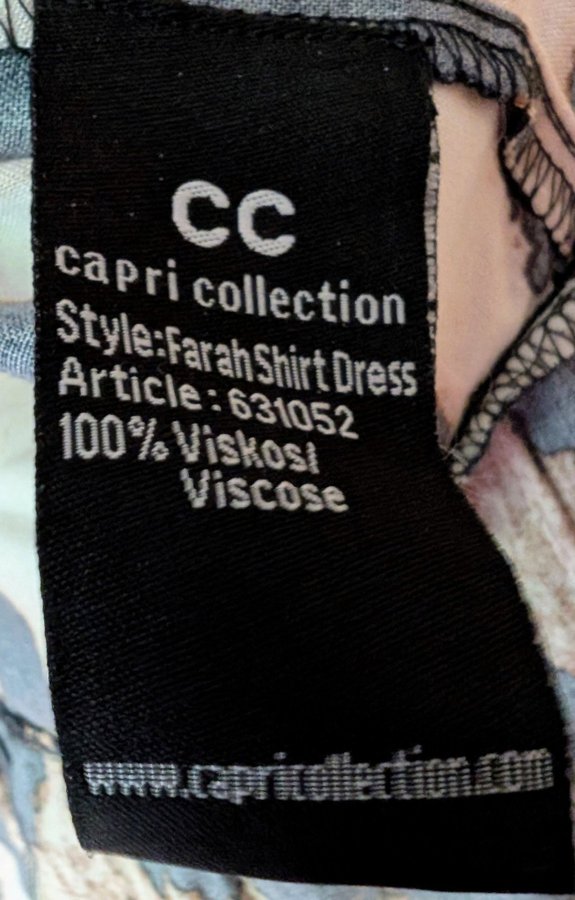 CC
capri collection
Style:Farah Shirt Dress
Article: 631052
100% Viskosi
Viscose
www.capricollection.com